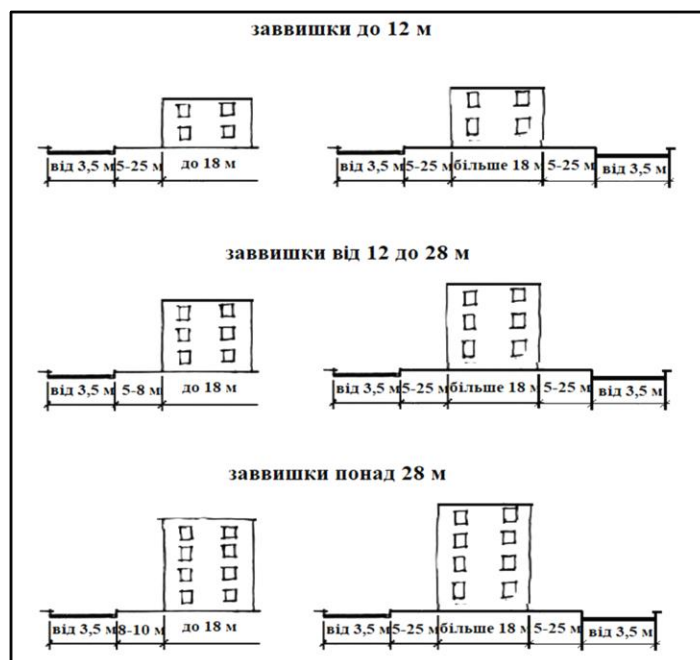 заввишки до 12 м
від 3,5 м 5-25 м до 18 м
від 3,5 м 5-25 м більше 18 м 5-25 м від 3,5 м
заввишки від 12 до 28 м
від 3,5 м 5-8 м до 18 м
від 3,5 м 5-25 м більше 18 м 5-25 м від 3,5 м
заввишки понад 28 м
від 3,5 м 8-10 м до 18 м
від 3,5 м 5-25 м більше 18 м 5-25 м від 3,5 м